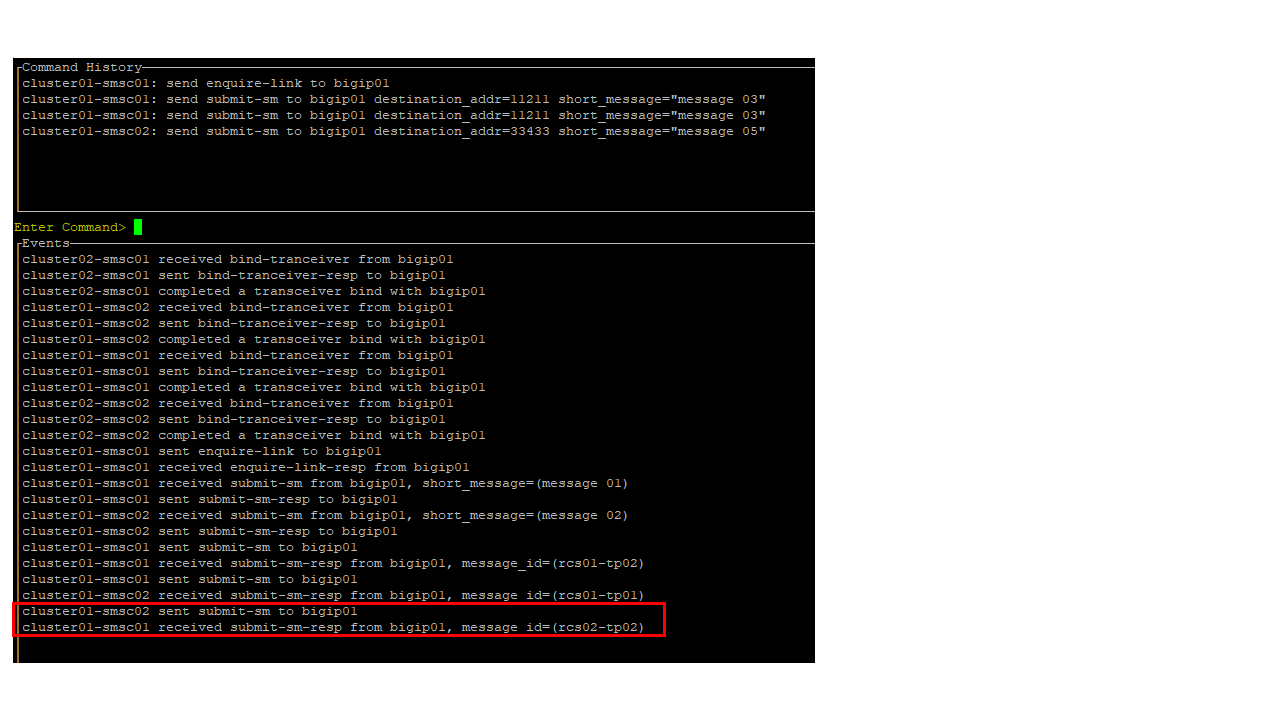 Command History
cluster01-smsc01: send enquire-link to bigip01
cluster01-smsc01: send submit-sm to bigip01 destination_addr=11211 short_message="message 03"
cluster01-smsc01: send submit-sm to bigip01 destination_addr=11211 short_message="message 03"
cluster01-smsc02: send submit-sm to bigip01 destination_addr=33433 short_message="message 05"
Enter Command>
Events
cluster02-smsc01 received bind-tranceiver from bigip01
cluster02-smsc01 sent bind-tranceiver-resp to bigip01
cluster02-smsc01 completed a transceiver bind with bigip01
cluster01-smsc02 received bind-tranceiver from bigip01
cluster01-smsc02 sent bind-tranceiver-resp to bigip01
cluster01-smsc02 completed a transceiver bind with bigip01
cluster01-smsc01 received bind-tranceiver from bigip01
cluster01-smsc01 sent bind-tranceiver-resp to bigip01
cluster01-smsc01 completed a transceiver bind with bigip01
cluster02-smsc02 received bind-tranceiver from bigip01
cluster02-smsc02 sent bind-tranceiver-resp to bigip01
cluster02-smsc02 completed a transceiver bind with bigip01
cluster01-smsc01 sent enquire-link to bigip01
cluster01-smsc01 received enquire-link-resp from bigip01
cluster01-smsc01 received submit-sm from bigip01, short_message=(message 01)
cluster01-smsc01 sent submit-sm-resp to bigip01
cluster01-smsc02 received submit-sm from bigip01, short_message=(message 02)
cluster01-smsc02 sent submit-sm-resp to bigip01
cluster01-smsc01 sent submit-sm to bigip01
cluster01-smsc01 received submit-sm-resp from bigip01, message_id=(rcs01-tp02)
cluster01-smsc01 sent submit-sm to bigip01
cluster01-smsc02 received submit-sm-resp from bigip01, message_id=(rcs01-tp01)
cluster01-smsc02 sent submit-sm to bigip01
cluster01-smsc01 received submit-sm-resp from bigip01, message_id=(rcs02-tp02)